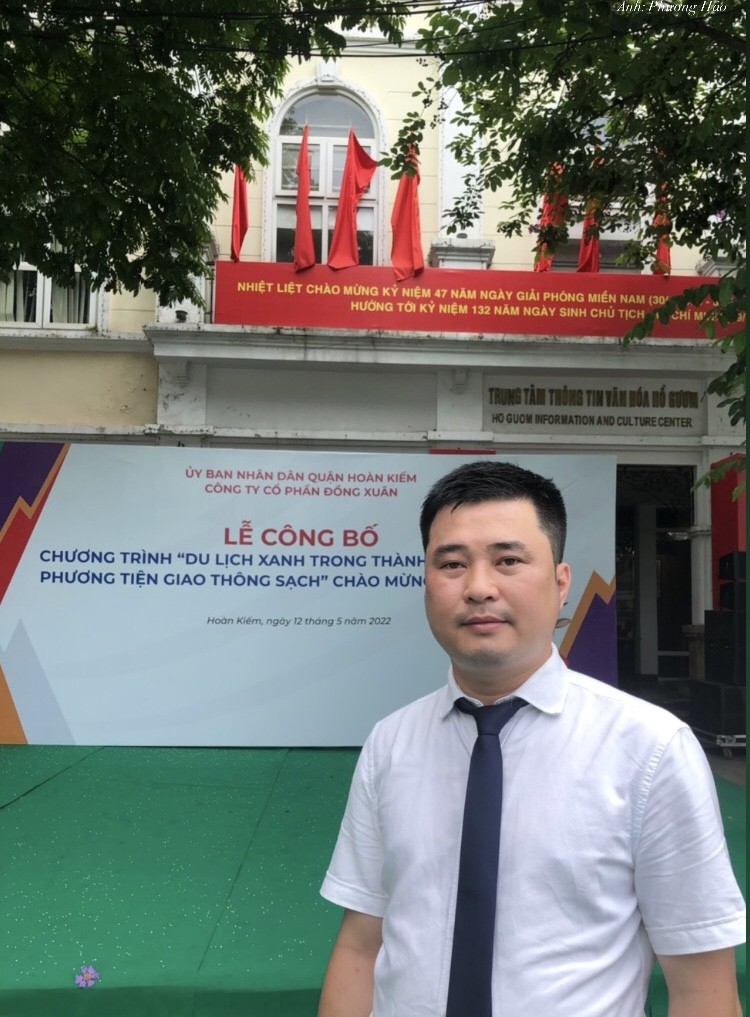 Ảnh: Phương Hảo
NHIỆT LIỆT CHÀO MỪNG KỶ NIỆM 47 NĂM NGÀY GIẢI PHÓNG MIỀN NAM (30/
HƯỚNG TỚI KỶ NIỆM 132 NĂM NGÀY SINH CHỦ TỊCH CHÍ MI
TRUNG TÂM THÔNG TIN VĂN HÓA HỒ GƯƠM
HO GUOM INFORMATION AND CULTURE CENTER
ỦY BAN NHÂN DÂN QUẬN HOÀN KIẾM
CÔNG TY CỔ PHẦN ĐỒNG XUÂN
LỄ CÔNG BỐ
CHƯƠNG TRÌNH “DU LỊCH XANH TRONG THÀNH
PHƯƠNG TIỆN GIAO THÔNG SẠCH” CHÀO MỪNG
Hoàn Kiếm, ngày 12 tháng 5 năm 2022